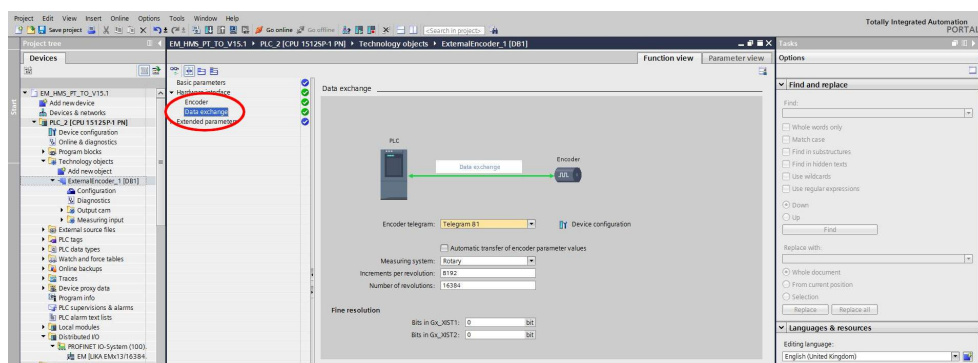 Project Edit View Insert Online Options Tools Window Help
Totally Integrated Automation
PORTAL
Save project Go online Go offline <Search in project>
Project tree
EM_HMS_PT_TO_V15.1 PLC_2 [CPU 1512SP-1 PN] Technology objects ExternalEncoder_1 [DB1]
Tasks
Devices
Function view Parameter view
Options
Start
EM_HMS_PT_TO_V15.1
Add new device
Devices & networks
PLC_2 [CPU 1512SP-1 PN]
Device configuration
Online & diagnostics
Program blocks
Technology objects
Add new object
ExternalEncoder_1 [DB1]
Configuration
Diagnostics
Output cam
Measuring input
External source files
PLC tags
PLC data types
Watch and force tables
Online backups
Traces
Device proxy data
Program info
PLC supervisions & alarms
PLC alarm text lists
Local modules
Distributed I/O
PROFINET IO-System (100)...
EM [LIKA EMx13/16384...
Basic parameters
Hardware interface
Encoder
Data exchange
Extended parameters
Data exchange
PLC
Data exchange
Encoder
Encoder telegram: Telegram 81 Device configuration
Automatic transfer of encoder parameter values
Measuring system: Rotary
Increments per revolution: 8192
Number of revolutions: 16384
Fine resolution
Bits in Gx_XIST1: 0 bit
Bits in Gx_XIST2: 0 bit
Find and replace
Find:
Whole words only
Match case
Find in substructures
Find in hidden texts
Use wildcards
Use regular expressions
Down
Up
Find
Replace with:
Whole document
From current position
Selection
Replace Replace all
Languages & resources
Editing language:
English (United Kingdom)